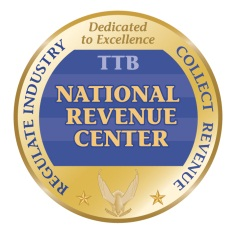 Dedicated
to Excellence
REGULATE INDUSTRY
COLLECT REVENUE
TTB
NATIONAL
REVENUE
CENTER